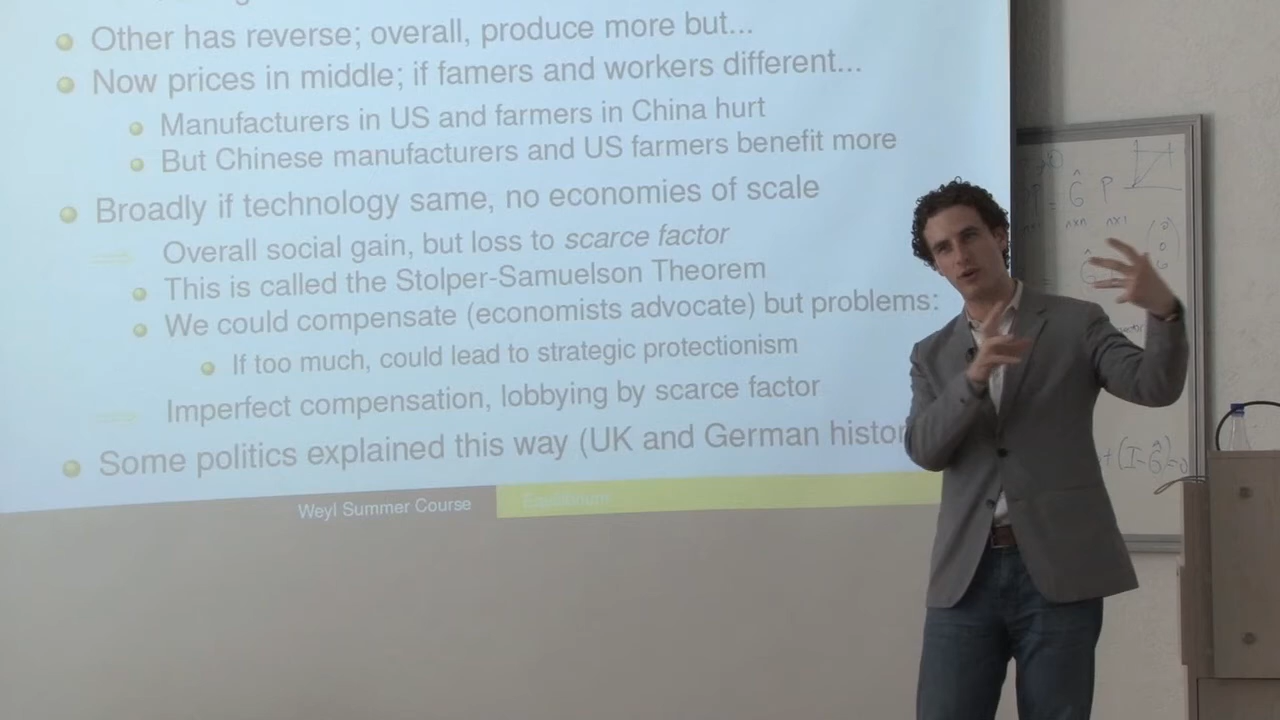 Other has reverse; overall, produce more but...
Now prices in middle; if famers and workers different...
Manufacturers in US and farmers in China hurt
But Chinese manufacturers and US farmers benefit more
Broadly if technology same, no economies of scale
Overall social gain, but loss to scarce factor
This is called the Stolper-Samuelson Theorem
We could compensate (economists advocate) but problems:
If too much, could lead to strategic protectionism
Imperfect compensation, lobbying by scarce factor
Some politics explained this way (UK and German histor
Weyl Summer Course
Equilibrium
Ĝ P
nxn nx1
+(I-Ĝ)=0